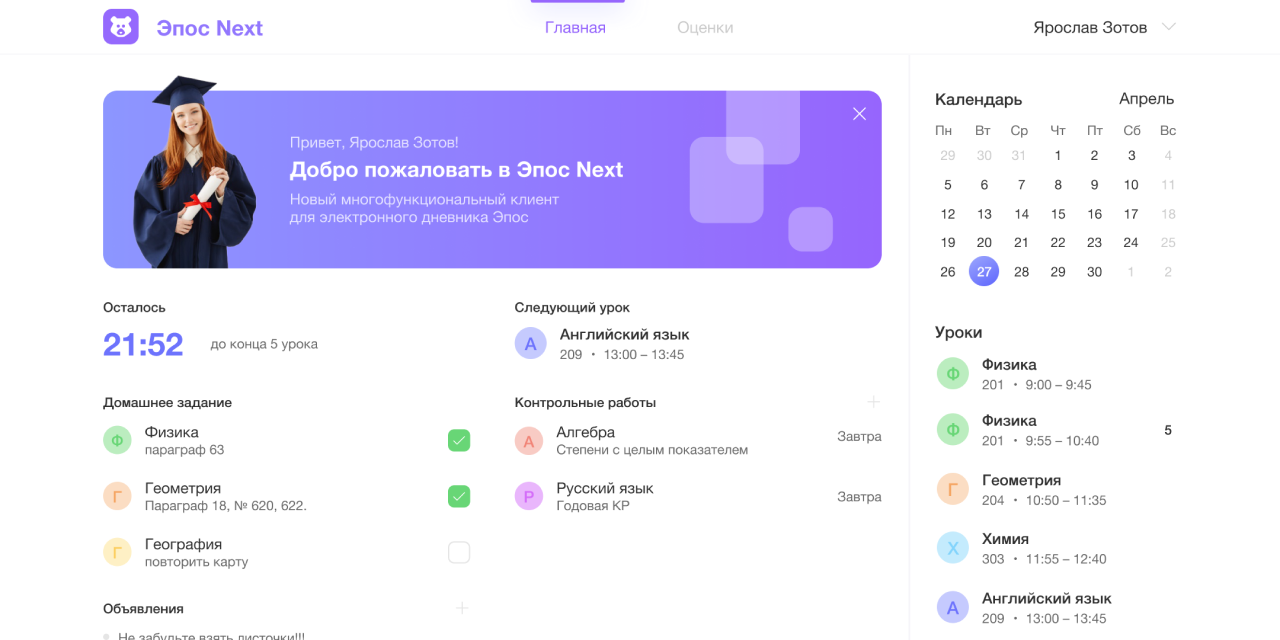 Эпос Next
Главная
Оценки
Ярослав Зотов
Привет, Ярослав Зотов!
Добро пожаловать в Эпос Next
Новый многофункциональный клиент
для электронного дневника Эпос
Осталось
21:52 до конца 5 урока
Следующий урок
А
Английский язык
209 • 13:00 – 13:45
Домашнее задание
Ф
Физика
параграф 63
Г
Геометрия
Параграф 18, № 620, 622.
Г
География
повторить карту
Контрольные работы
А
Алгебра
Степени с целым показателем
Завтра
Р
Русский язык
Годовая КР
Завтра
Объявления
Не забудьте взять листочки!!!
Календарь Апрель
Пн Вт Ср Чт Пт Сб Вс
29 30 31 1 2 3 4
5 6 7 8 9 10 11
12 13 14 15 16 17 18
19 20 21 22 23 24 25
26 27 28 29 30 1 2
Уроки
Ф
Физика
201 • 9:00 – 9:45
Ф
Физика
201 • 9:55 – 10:40
5
Г
Геометрия
204 • 10:50 – 11:35
Х
Химия
303 • 11:55 – 12:40
А
Английский язык
209 • 13:00 – 13:45